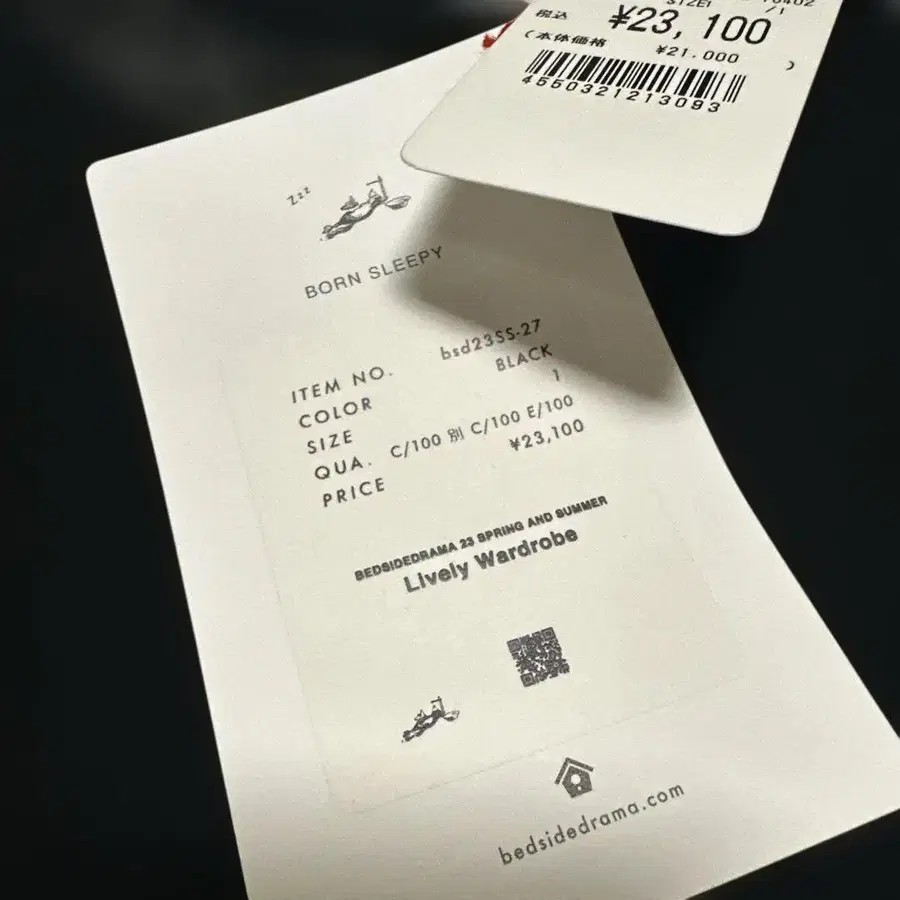 SIZE!
/1
税込 ¥23,100
(本体価格 ¥21.000 )
4550321213093
Zzz
BORN SLEEPY
ITEM NO. bsd23SS-27
COLOR BLACK
SIZE 1
QUA. C/100 別 C/100 E/100
PRICE ¥23,100
BEDSIDEDRAMA 23 SPRING AND SUMMER
Lively Wardrobe
bedsidedrama.com